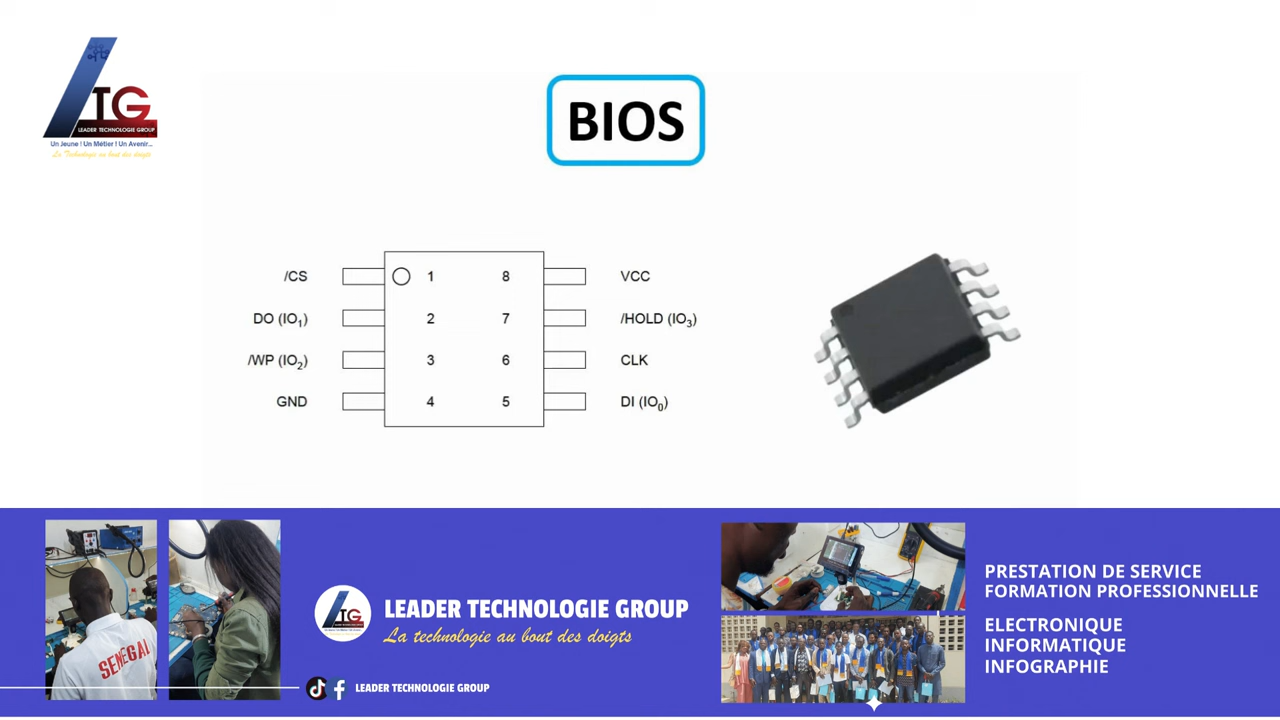 TG
LEADER TECHNOLOGIE GROUP
Un Jeune ! Un Métier ! Un Avenir...
La Technologie au bout des doigts
BIOS
/CS 1 8 VCC
DO (IO1) 2 7 /HOLD (IO3)
/WP (IO2) 3 6 CLK
GND 4 5 DI (IO0)
SENEGAL
TG
LEADER TECHNOLOGIE GROUP
La technologie au bout des doigts
LEADER TECHNOLOGIE GROUP
PRESTATION DE SERVICE
FORMATION PROFESSIONNELLE
ELECTRONIQUE
INFORMATIQUE
INFOGRAPHIE